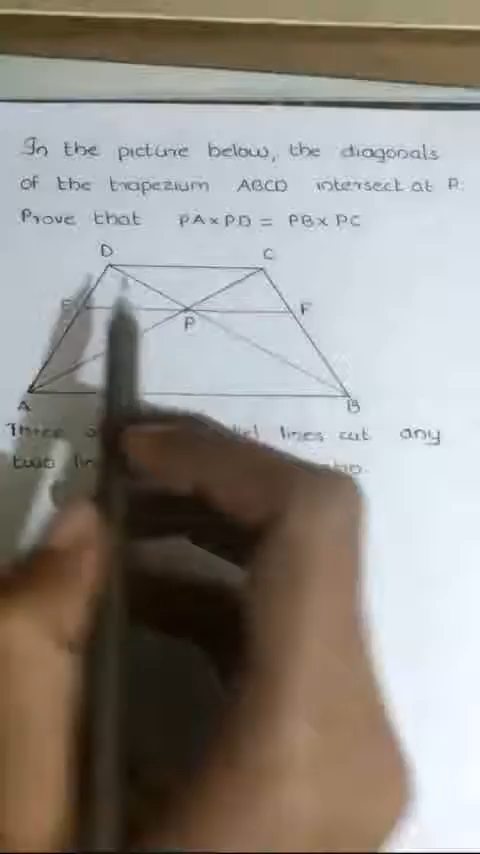 In the picture below, the diagonals
of the trapezium ABCD intersect at P.
Prove that PA×PD = PB×PC
D C
F
P
A B
Three lines cut any
two